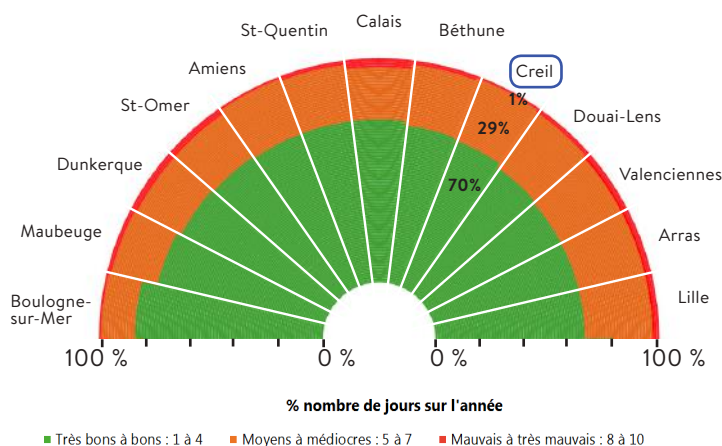 Calais
St-Quentin
Béthune
Amiens
Creil
St-Omer
1%
Douai-Lens
29%
Dunkerque
Valenciennes
70%
Maubeuge
Arras
Boulogne-
sur-Mer
Lille
100 % 0 % 0 % 100 %
% nombre de jours sur l'année
Très bons à bons : 1 à 4 Moyens à médiocres : 5 à 7 Mauvais à très mauvais : 8 à 10